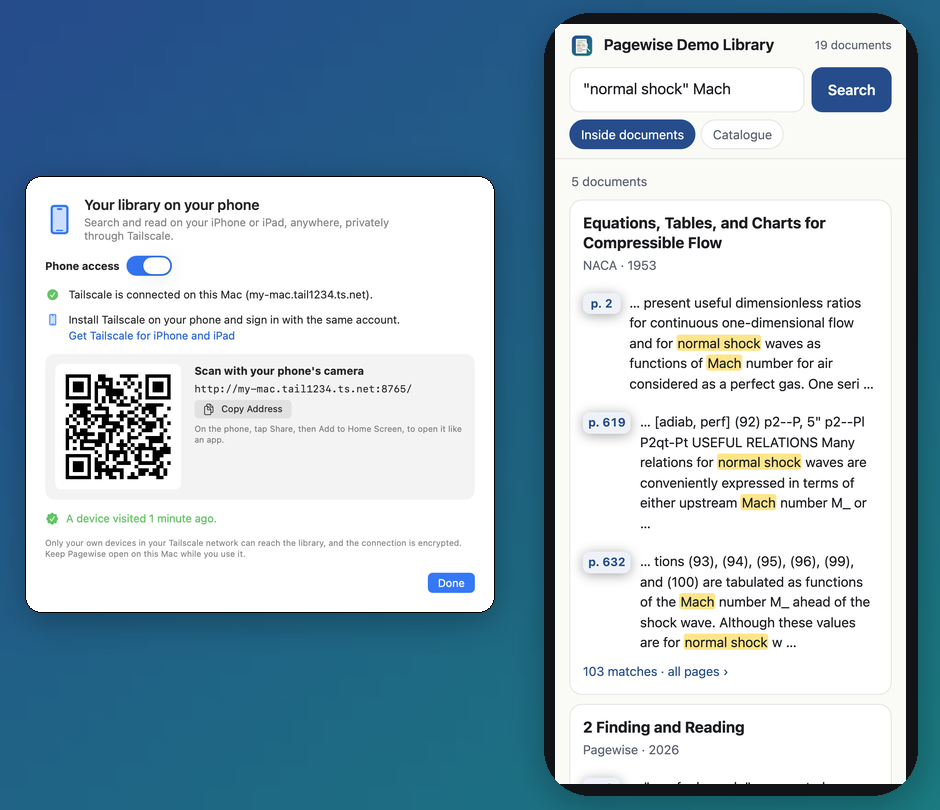 Your library on your phone
Search and read on your iPhone or iPad, anywhere, privately
through Tailscale.
Phone access
Tailscale is connected on this Mac (my-mac.tail1234.ts.net).
Install Tailscale on your phone and sign in with the same account.
Get Tailscale for iPhone and iPad
Scan with your phone's camera
http://my-mac.tail1234.ts.net:8765/
Copy Address
On the phone, tap Share, then Add to Home Screen, to open it like
an app.
A device visited 1 minute ago.
Only your own devices in your Tailscale network can reach the library, and the connection is encrypted.
Keep Pagewise open on this Mac while you use it.
Done
Pagewise Demo Library
19 documents
"normal shock" Mach
Search
Inside documents
Catalogue
5 documents
Equations, Tables, and Charts for
Compressible Flow
NACA · 1953
p. 2
... present useful dimensionless ratios
for continuous one-dimensional flow
and for normal shock waves as
functions of Mach number for air
considered as a perfect gas. One seri ...
p. 619
... [adiab, perf] (92) p2--P, 5" p2--Pl
P2qt-Pt USEFUL RELATIONS Many
relations for normal shock waves are
conveniently expressed in terms of
either upstream Mach number M_ or
...
p. 632
... tions (93), (94), (95), (96), (99),
and (100) are tabulated as functions
of the Mach number M_ ahead of the
shock wave. Although these values
are for normal shock w ...
103 matches · all pages ›
2 Finding and Reading
Pagewise · 2026